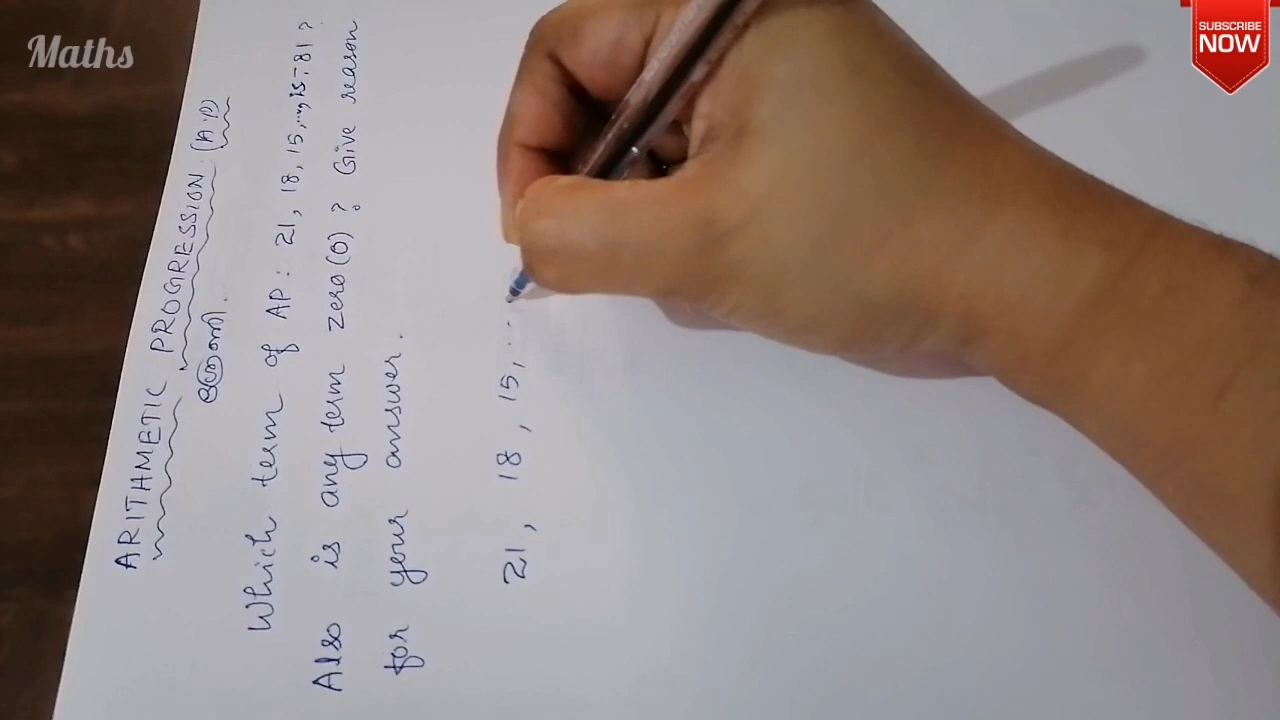 Maths
SUBSCRIBE
NOW
ARITHMETIC PROGRESSION (A.P)
Which term of AP: 21, 18, 15,... is -81?
Also is any term zero(0)? Give reason
for your answer.
21, 18, 15, ...